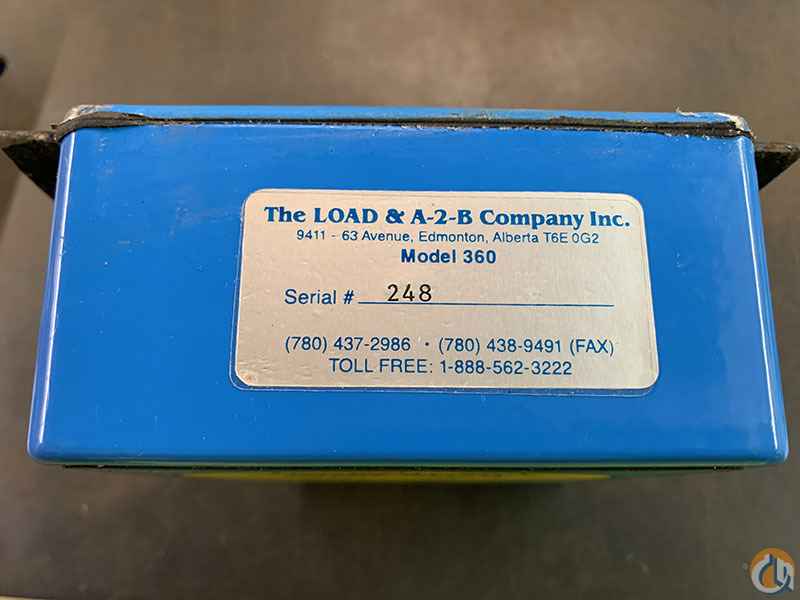 The LOAD & A-2-B Company Inc.
9411 - 63 Avenue, Edmonton, Alberta T6E 0G2
Model 360
Serial # 248
(780) 437-2986 · (780) 438-9491 (FAX)
TOLL FREE: 1-888-562-3222